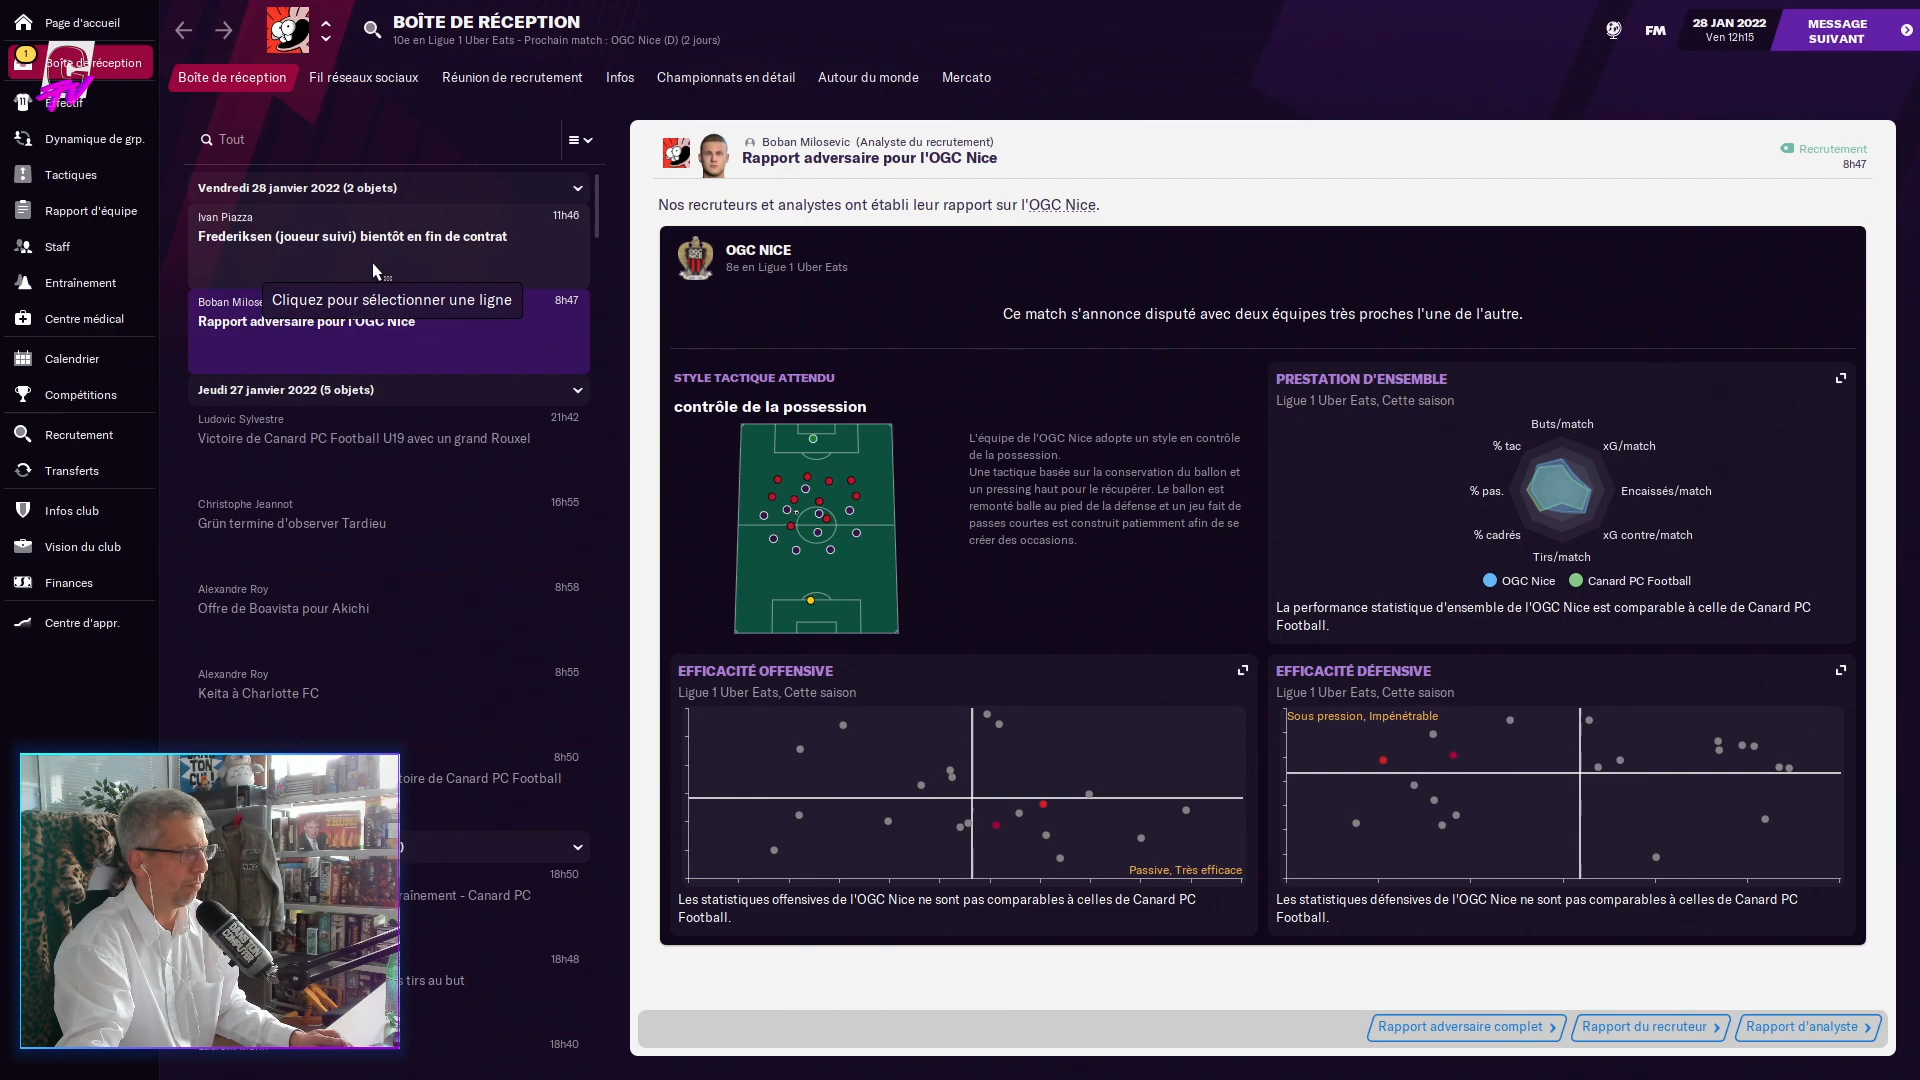 Page d'accueil
1
Boîte de réception
TV
Effectif
Dynamique de grp.
Tactiques
Rapport d'équipe
Staff
Entraînement
Centre médical
Calendrier
Compétitions
Recrutement
Transferts
Infos club
Vision du club
Finances
Centre d'appr.
BOÎTE DE RÉCEPTION
10e en Ligue 1 Uber Eats - Prochain match : OGC Nice (D) (2 jours)
FM
28 JAN 2022
Ven 12h15
MESSAGE
SUIVANT
Boîte de réception
Fil réseaux sociaux
Réunion de recrutement
Infos
Championnats en détail
Autour du monde
Mercato
Tout
Vendredi 28 janvier 2022 (2 objets)
Ivan Piazza
11h46
Frederiksen (joueur suivi) bientôt en fin de contrat
Boban Milose
8h47
Cliquez pour sélectionner une ligne
Rapport adversaire pour l'OGC Nice
Jeudi 27 janvier 2022 (5 objets)
Ludovic Sylvestre
21h42
Victoire de Canard PC Football U19 avec un grand Rouxel
Christophe Jeannot
16h55
Grün termine d'observer Tardieu
Alexandre Roy
8h58
Offre de Boavista pour Akichi
Alexandre Roy
8h55
Keita à Charlotte FC
8h50
toire de Canard PC Football
)
18h50
raînement - Canard PC
18h48
s tirs au but
18h40
DANS TON
CUL!
DANS TON
COMPUTER
Boban Milosevic (Analyste du recrutement)
Rapport adversaire pour l'OGC Nice
Recrutement
8h47
Nos recruteurs et analystes ont établi leur rapport sur l'OGC Nice.
OGC NICE
8e en Ligue 1 Uber Eats
Ce match s'annonce disputé avec deux équipes très proches l'une de l'autre.
STYLE TACTIQUE ATTENDU
contrôle de la possession
L'équipe de l'OGC Nice adopte un style en contrôle
de la possession.
Une tactique basée sur la conservation du ballon et
un pressing haut pour le récupérer. Le ballon est
remonté balle au pied de la défense et un jeu fait de
passes courtes est construit patiemment afin de se
créer des occasions.
PRESTATION D'ENSEMBLE
Ligue 1 Uber Eats, Cette saison
Buts/match
% tac
xG/match
% pas.
Encaissés/match
% cadrés
xG contre/match
Tirs/match
OGC Nice
Canard PC Football
La performance statistique d'ensemble de l'OGC Nice est comparable à celle de Canard PC
Football.
EFFICACITÉ OFFENSIVE
Ligue 1 Uber Eats, Cette saison
Passive, Très efficace
Les statistiques offensives de l'OGC Nice ne sont pas comparables à celles de Canard PC
Football.
EFFICACITÉ DÉFENSIVE
Ligue 1 Uber Eats, Cette saison
Sous pression, Impénétrable
Les statistiques défensives de l'OGC Nice ne sont pas comparables à celles de Canard PC
Football.
Rapport adversaire complet
Rapport du recruteur
Rapport d'analyste